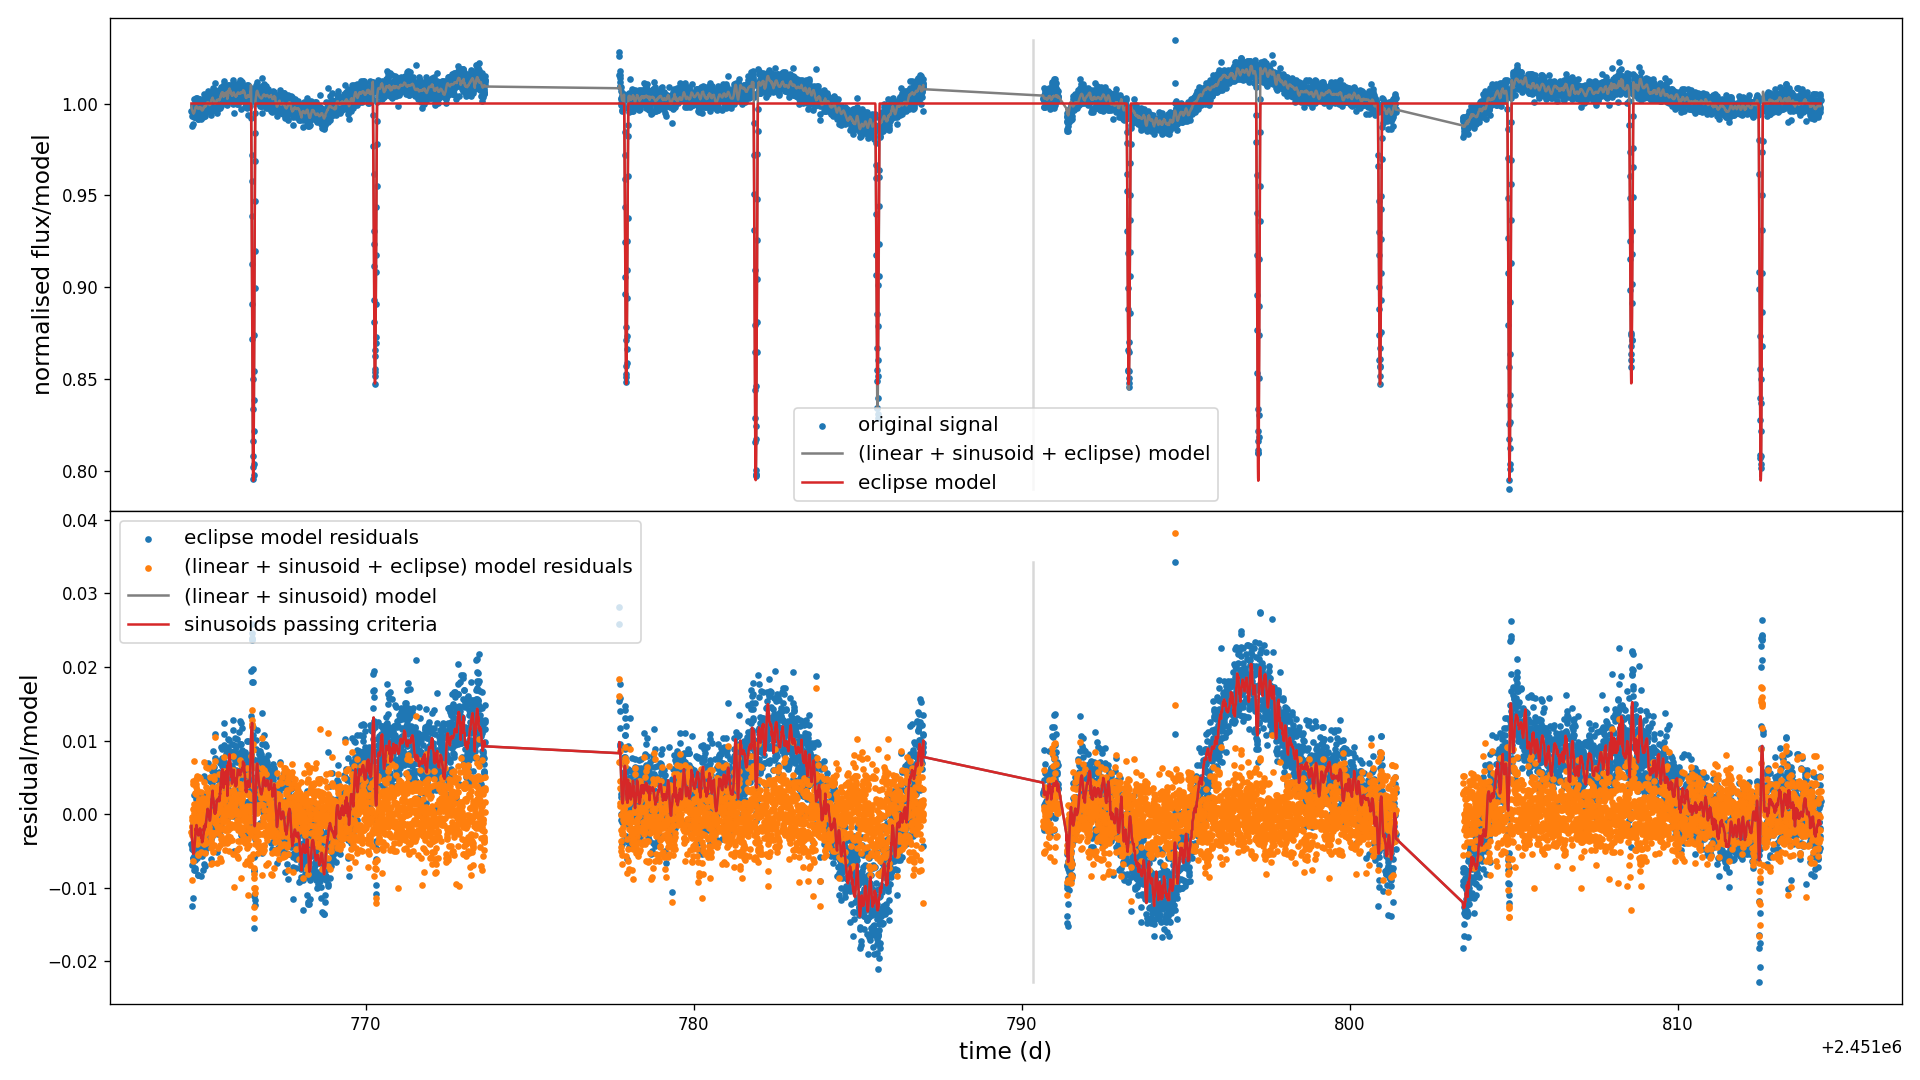 normalised flux/model
1.00
0.95
0.90
0.85
0.80
original signal
(linear + sinusoid + eclipse) model
eclipse model
residual/model
0.04
0.03
0.02
0.01
0.00
−0.01
−0.02
eclipse model residuals
(linear + sinusoid + eclipse) model residuals
(linear + sinusoid) model
sinusoids passing criteria
770
780
790
800
810
time (d)
+2.451e6